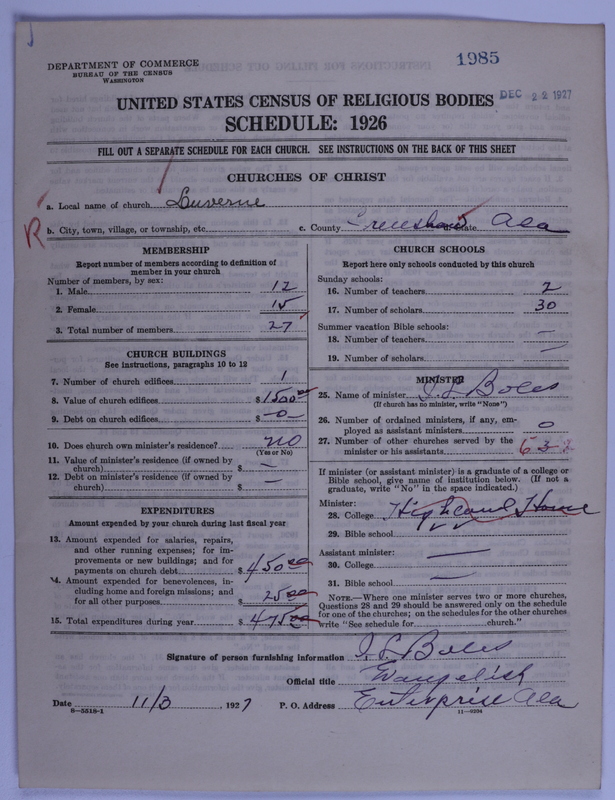 1985
DEPARTMENT OF COMMERCE
BUREAU OF THE CENSUS
WASHINGTON
DEC 22 1927
UNITED STATES CENSUS OF RELIGIOUS BODIES
SCHEDULE: 1926
FILL OUT A SEPARATE SCHEDULE FOR EACH CHURCH. SEE INSTRUCTIONS ON THE BACK OF THIS SHEET
CHURCHES OF CHRIST
a. Local name of church Luverne
R b. City, town, village, or township, etc. c. County Crenshaw State Ala
MEMBERSHIP
Report number of members according to definition of
member in your church
Number of members, by sex:
1. Male 12
2. Female 15
3. Total number of members 27
CHURCH BUILDINGS
See instructions, paragraphs 10 to 12
7. Number of church edifices 1
8. Value of church edifices $ 1500 00
9. Debt on church edifices $ -0-
10. Does church own minister's residence? no
(Yes or No)
11. Value of minister's residence (if owned by
church) $ —
12. Debt on minister's residence (if owned by
church) $ —
EXPENDITURES
Amount expended by your church during last fiscal year
13. Amount expended for salaries, repairs,
and other running expenses; for im-
provements or new buildings; and for
payments on church debt $ 450 00
14. Amount expended for benevolences, in-
cluding home and foreign missions; and
for all other purposes $ 25 00
15. Total expenditures during year $ 475 00
CHURCH SCHOOLS
Report here only schools conducted by this church
Sunday schools:
16. Number of teachers 2
17. Number of scholars 30
Summer vacation Bible schools:
18. Number of teachers —
19. Number of scholars —
MINISTER
25. Name of minister I. L. Boles
(If church has no minister, write "None")
26. Number of ordained ministers, if any, em-
ployed as assistant ministers 0
27. Number of other churches served by the
minister or his assistants 6
If minister (or assistant minister) is a graduate of a college or
Bible school, give name of institution below. (If not a
graduate, write "No" in the space indicated.)
Minister:
28. College Highland Home
29. Bible school
Assistant minister: —
30. College
31. Bible school —
NOTE.—Where one minister serves two or more churches,
Questions 28 and 29 should be answered only on the schedule
for one of the churches; on the schedules for the other churches
write "See schedule for church."
Signature of person furnishing information I. L. Boles
Official title Evangelist
Date 11/3, 1927 P. O. Address Enterprise Ala
8—5518-1 11—9204